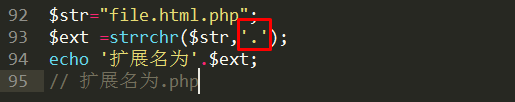 92 $str="file.html.php";
93 $ext =strrchr($str,'.');
94 echo '扩展名为'.$ext;
95 // 扩展名为.php